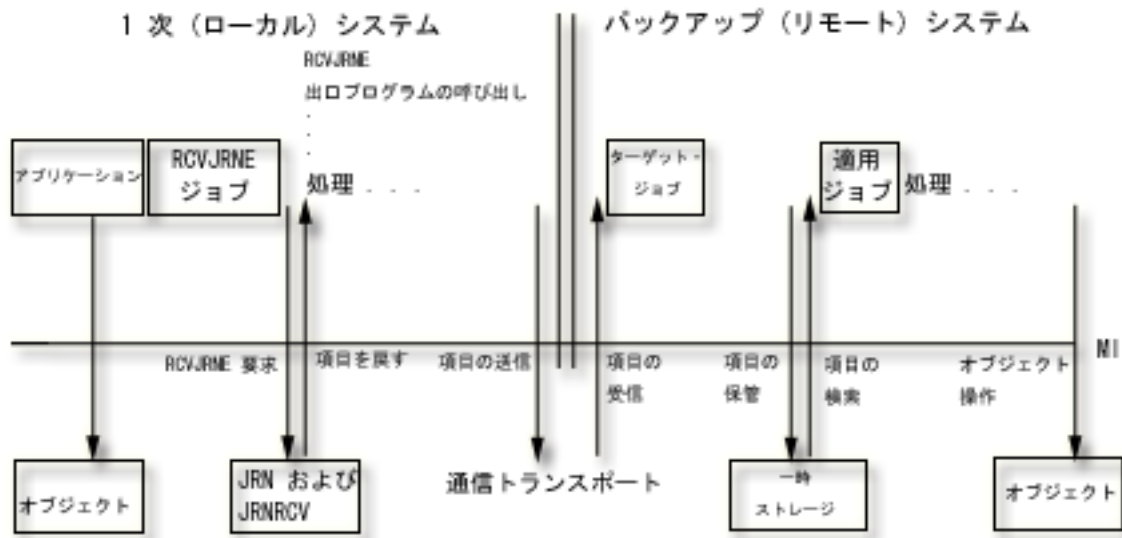 1 次（ローカル）システム
バックアップ（リモート）システム
RCVJRNE
出口プログラムの呼び出し
.
.
.
アプリケーション
RCVJRNE
ジョブ
処理 . . .
ターゲット・
ジョブ
適用
ジョブ
処理 . . .
RCVJRNE 要求
項目を戻す
項目の送信
項目の
受信
項目の
保管
項目の
検索
オブジェクト
操作
MI
オブジェクト
JRN および
JRNRCV
通信トランスポート
一時
ストレージ
オブジェクト